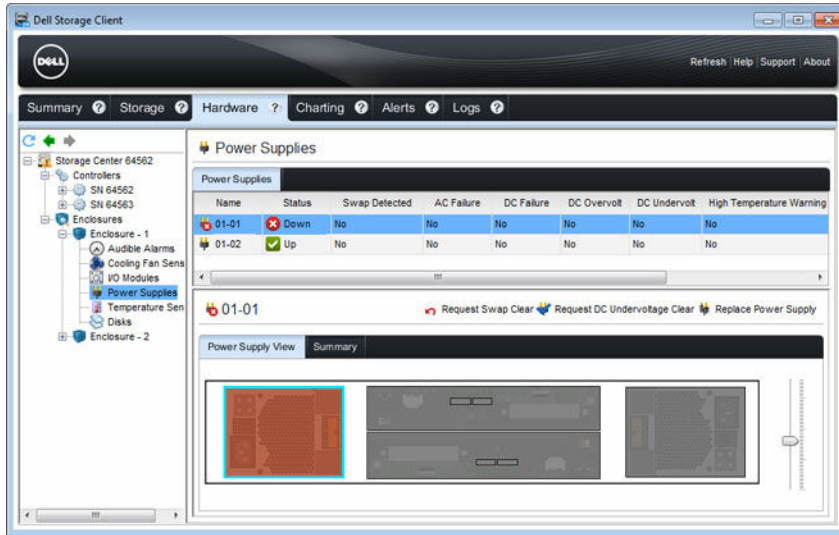 Dell Storage Client
DELL
Refresh Help Support About
Summary ? Storage ? Hardware ? Charting ? Alerts ? Logs ?
Storage Center 64562
Controllers
SN 64562
SN 64563
Enclosures
Enclosure - 1
Audible Alarms
Cooling Fan Sens
I/O Modules
Power Supplies
Temperature Sen
Disks
Enclosure - 2
Power Supplies
Power Supplies
Name Status Swap Detected AC Failure DC Failure DC Overvolt DC Undervolt High Temperature Warning
01-01 Down No No No No No No
01-02 Up No No No No No No
01-01
Request Swap Clear Request DC Undervoltage Clear Replace Power Supply
Power Supply View Summary